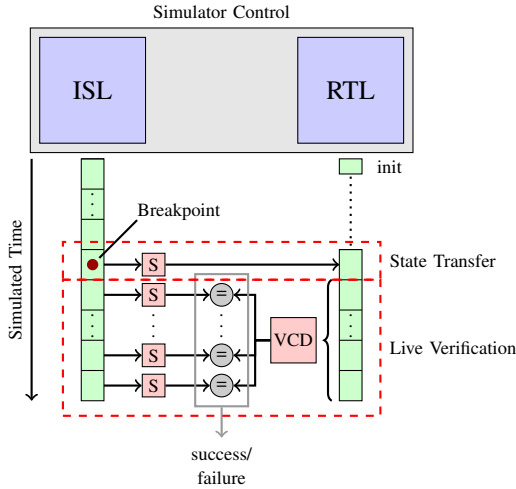 Simulator Control
ISL
RTL
init
Breakpoint
Simulated Time
S
State Transfer
S
=
VCD
S
=
S
=
Live Verification
success/
failure